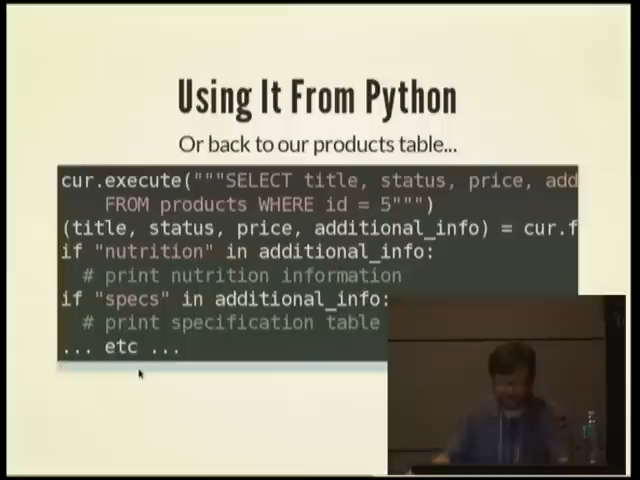 Using It From Python
Or back to our products table...
cur.execute("""SELECT title, status, price, add
FROM products WHERE id = 5""")
(title, status, price, additional_info) = cur.f
if "nutrition" in additional_info:
# print nutrition information
if "specs" in additional_info:
# print specification table
... etc ...